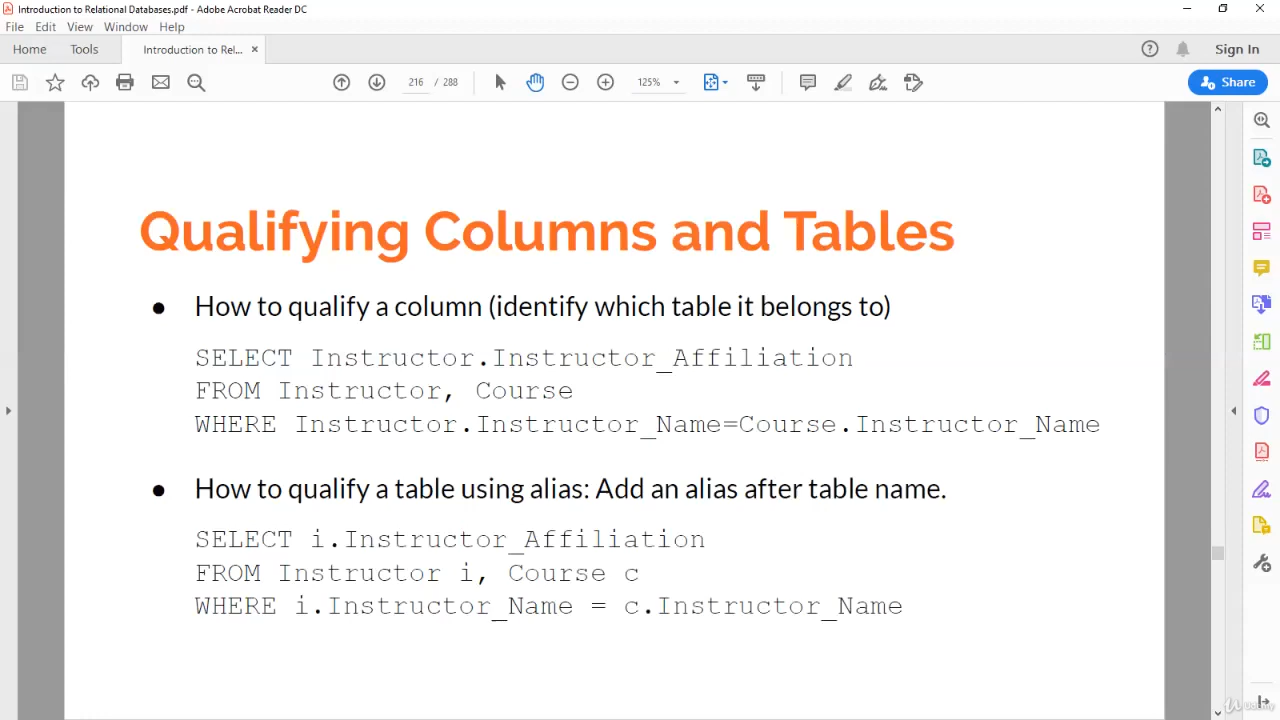 Introduction to Relational Databases.pdf - Adobe Acrobat Reader DC
File Edit View Window Help
Home Tools Introduction to Rel... × Sign In
216 / 288 125% Share
Qualifying Columns and Tables
● How to qualify a column (identify which table it belongs to)
SELECT Instructor.Instructor_Affiliation
FROM Instructor, Course
WHERE Instructor.Instructor_Name=Course.Instructor_Name
● How to qualify a table using alias: Add an alias after table name.
SELECT i.Instructor_Affiliation
FROM Instructor i, Course c
WHERE i.Instructor_Name = c.Instructor_Name
Udemy